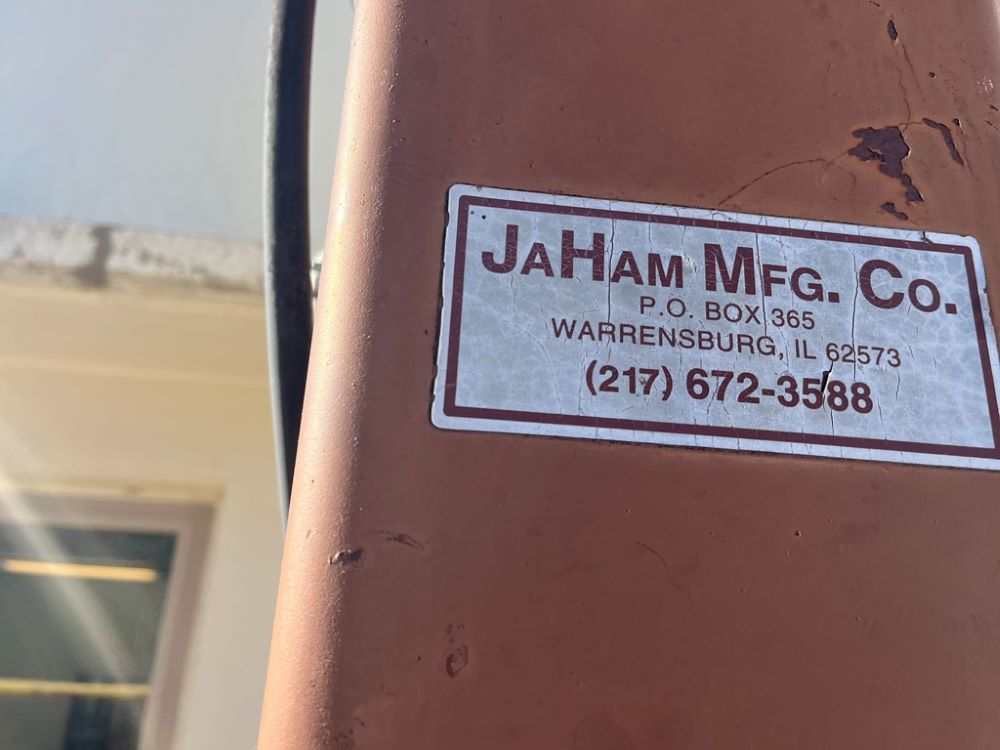 JAHAM MFG. CO.
P.O. BOX 365
WARRENSBURG, IL 62573
(217) 672-3588